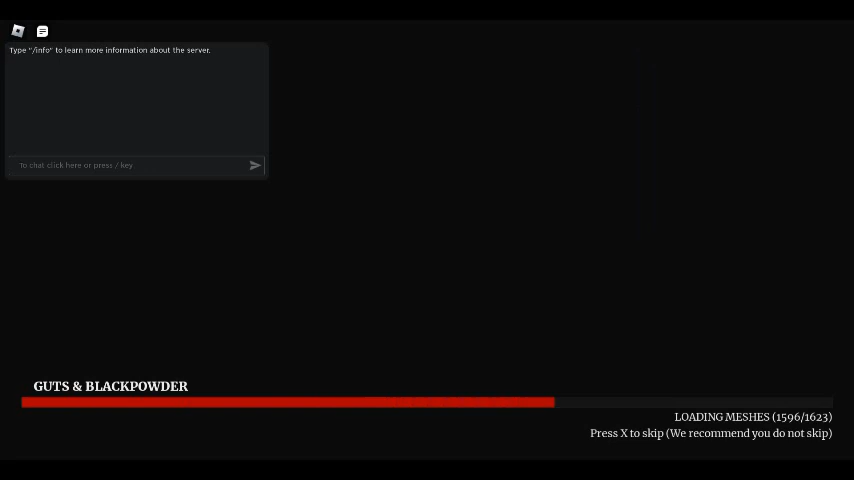 Type "/info" to learn more information about the server.
To chat click here or press / key
GUTS & BLACKPOWDER
LOADING MESHES (1596/1623)
Press X to skip (We recommend you do not skip)